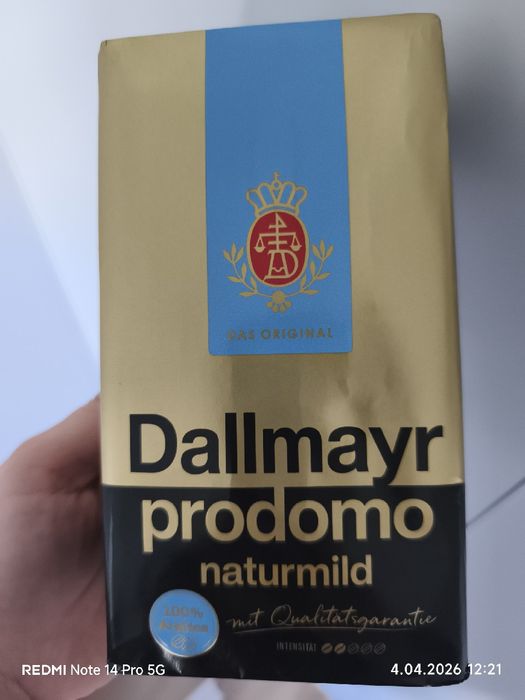 DAS ORIGINAL
Dallmayr
prodomo
naturmild
100%
Arabica
mit Qualitätsgarantie
INTENSITÄT
REDMI Note 14 Pro 5G
4.04.2026 12:21